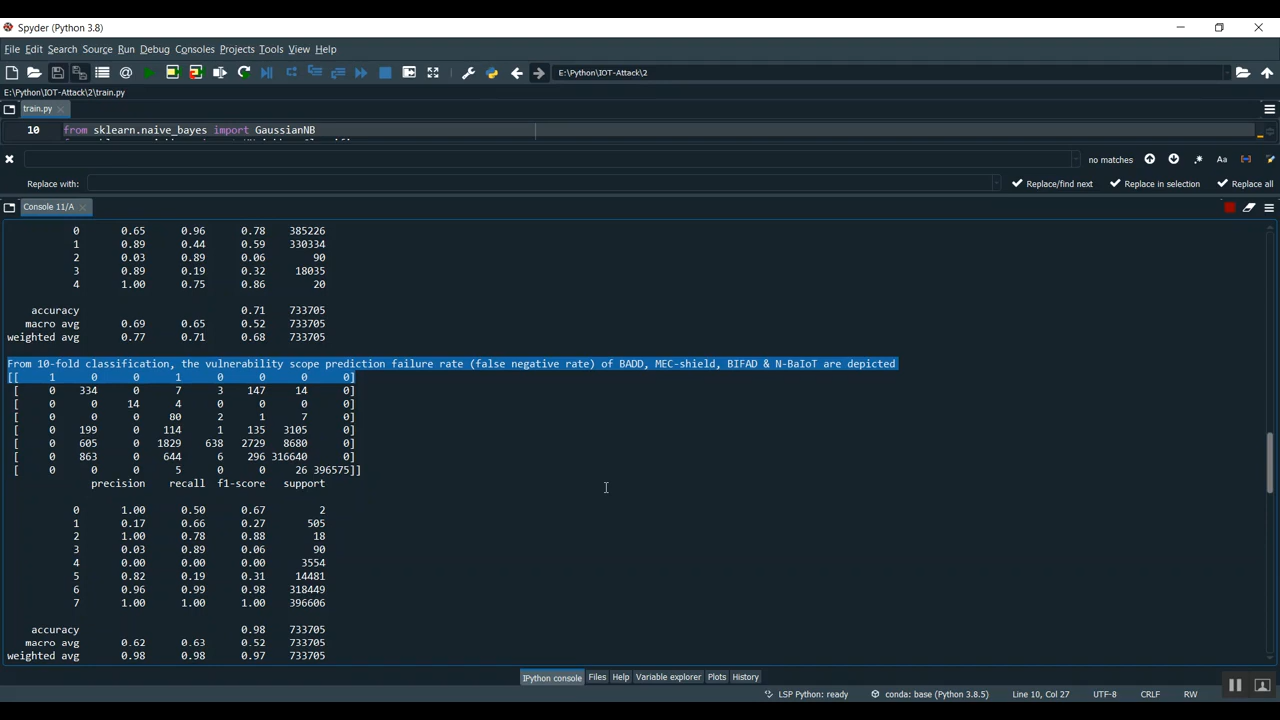 Spyder (Python 3.8)
File Edit Search Source Run Debug Consoles Projects Tools View Help
E:\Python\IOT-Attack\2
E:\Python\IOT-Attack\2\train.py
train.py
10 from sklearn.naive_bayes import GaussianNB
no matches
Aa
Replace with:
Replace/find next Replace in selection Replace all
Console 11/A
0 0.65 0.96 0.78 385226
1 0.89 0.44 0.59 330334
2 0.03 0.89 0.06 90
3 0.89 0.19 0.32 18035
4 1.00 0.75 0.86 20
accuracy 0.71 733705
macro avg 0.69 0.65 0.52 733705
weighted avg 0.77 0.71 0.68 733705
From 10-fold classification, the vulnerability scope prediction failure rate (false negative rate) of BADD, MEC-shield, BIFAD & N-BaIoT are depicted
[[ 1 0 0 1 0 0 0 0]
[ 0 334 0 7 3 147 14 0]
[ 0 0 14 4 0 0 0 0]
[ 0 0 0 80 2 1 7 0]
[ 0 199 0 114 1 135 3105 0]
[ 0 605 0 1829 638 2729 8680 0]
[ 0 863 0 644 6 296 316640 0]
[ 0 0 0 5 0 0 26 396575]]
precision recall f1-score support
0 1.00 0.50 0.67 2
1 0.17 0.66 0.27 505
2 1.00 0.78 0.88 18
3 0.03 0.89 0.06 90
4 0.00 0.00 0.00 3554
5 0.82 0.19 0.31 14481
6 0.96 0.99 0.98 318449
7 1.00 1.00 1.00 396606
accuracy 0.98 733705
macro avg 0.62 0.63 0.52 733705
weighted avg 0.98 0.98 0.97 733705
IPython console Files Help Variable explorer Plots History
LSP Python: ready conda: base (Python 3.8.5) Line 10, Col 27 UTF-8 CRLF RW